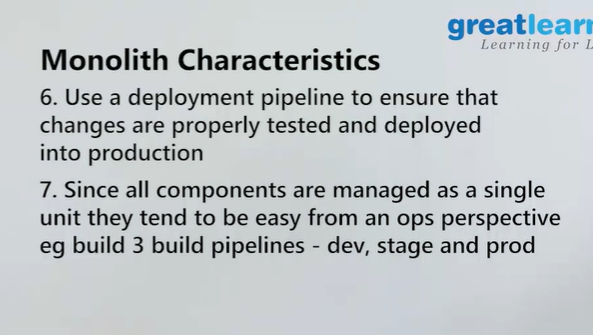 greatlearn
Learning for L
Monolith Characteristics
6. Use a deployment pipeline to ensure that
changes are properly tested and deployed
into production
7. Since all components are managed as a single
unit they tend to be easy from an ops perspective
eg build 3 build pipelines - dev, stage and prod